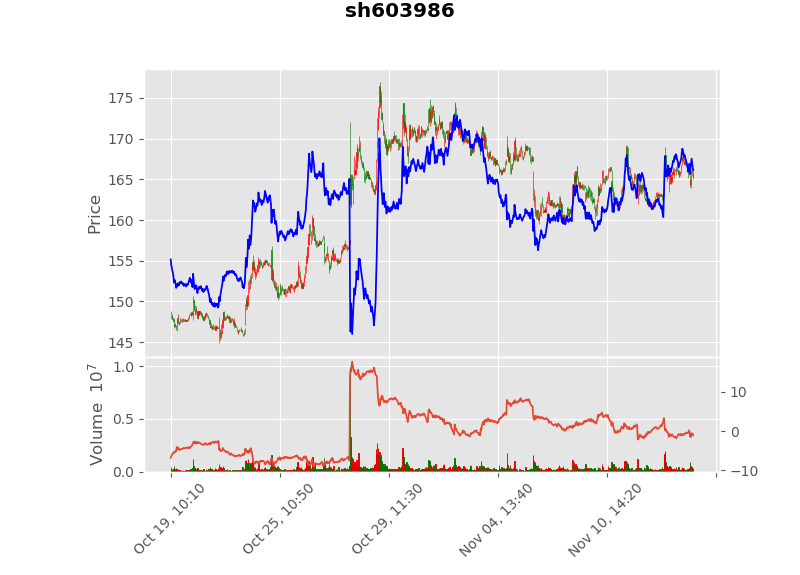 sh603986
175
170
165
160
155
150
145
Price
1.0
0.5
0.0
Volume 10^7
10
0
−10
Oct 19, 10:10
Oct 25, 10:50
Oct 29, 11:30
Nov 04, 13:40
Nov 10, 14:20